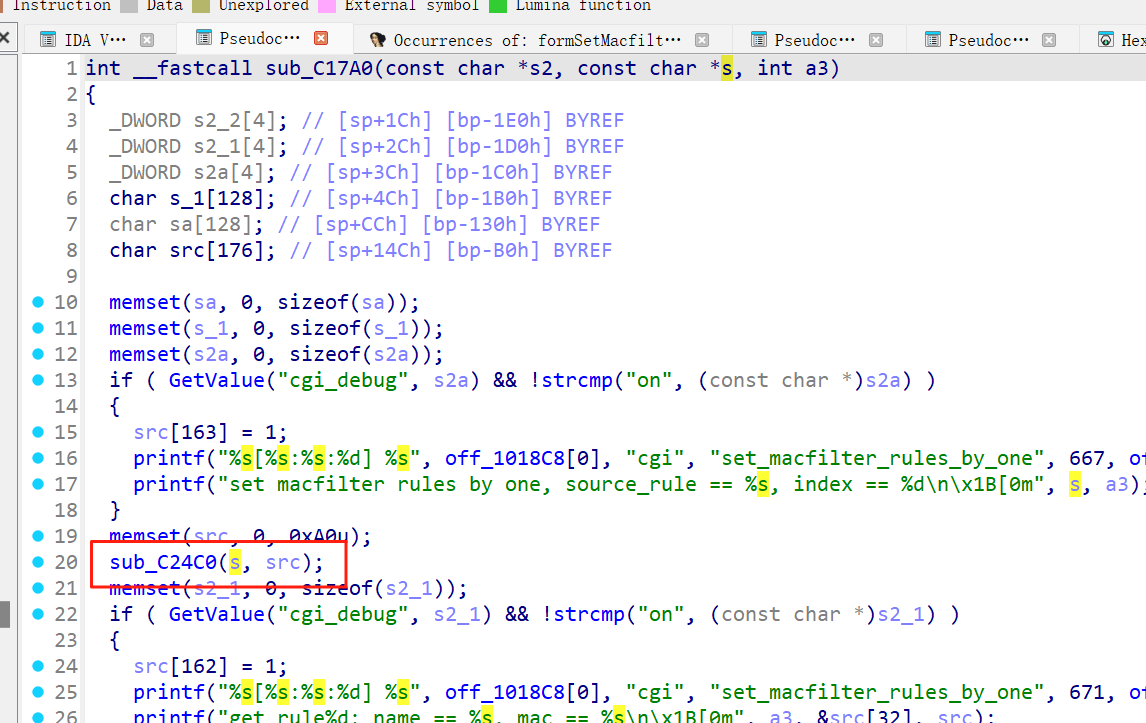 Instruction Data Unexplored External symbol Lumina function
IDA V··· Pseudoc··· Occurrences of: formSetMacfilt··· Pseudoc··· Pseudoc··· Hex
1 int __fastcall sub_C17A0(const char *s2, const char *s, int a3)
2 {
3 _DWORD s2_2[4]; // [sp+1Ch] [bp-1E0h] BYREF
4 _DWORD s2_1[4]; // [sp+2Ch] [bp-1D0h] BYREF
5 _DWORD s2a[4]; // [sp+3Ch] [bp-1C0h] BYREF
6 char s_1[128]; // [sp+4Ch] [bp-1B0h] BYREF
7 char sa[128]; // [sp+CCh] [bp-130h] BYREF
8 char src[176]; // [sp+14Ch] [bp-B0h] BYREF
9
10 memset(sa, 0, sizeof(sa));
11 memset(s_1, 0, sizeof(s_1));
12 memset(s2a, 0, sizeof(s2a));
13 if ( GetValue("cgi_debug", s2a) && !strcmp("on", (const char *)s2a) )
14 {
15 src[163] = 1;
16 printf("%s[%s:%s:%d] %s", off_1018C8[0], "cgi", "set_macfilter_rules_by_one", 667, of
17 printf("set macfilter rules by one, source_rule == %s, index == %d\n\x1B[0m", s, a3);
18 }
19 memset(src, 0, 0xA0u);
20 sub_C24C0(s, src);
21 memset(s2_1, 0, sizeof(s2_1));
22 if ( GetValue("cgi_debug", s2_1) && !strcmp("on", (const char *)s2_1) )
23 {
24 src[162] = 1;
25 printf("%s[%s:%s:%d] %s", off_1018C8[0], "cgi", "set_macfilter_rules_by_one", 671, of
26 printf("get rule%d: name == %s, mac == %s\n\x1B[0m", a3, &src[32], src);